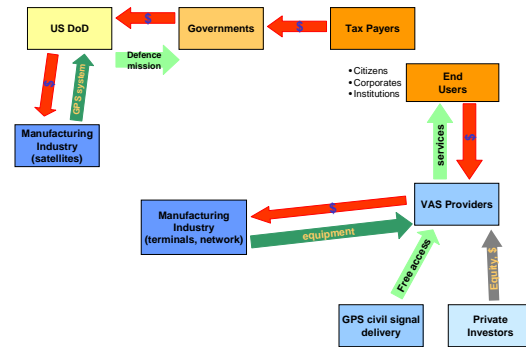 US DoD
$
Governments
$
Tax Payers
Defence
mission
$
GPS system
• Citizens
• Corporates
• Institutions
End
Users
Manufacturing
Industry
(satellites)
services
$
VAS Providers
$
Manufacturing
Industry
(terminals, network)
equipment
Free access
Equity, $
GPS civil signal
delivery
Private
Investors